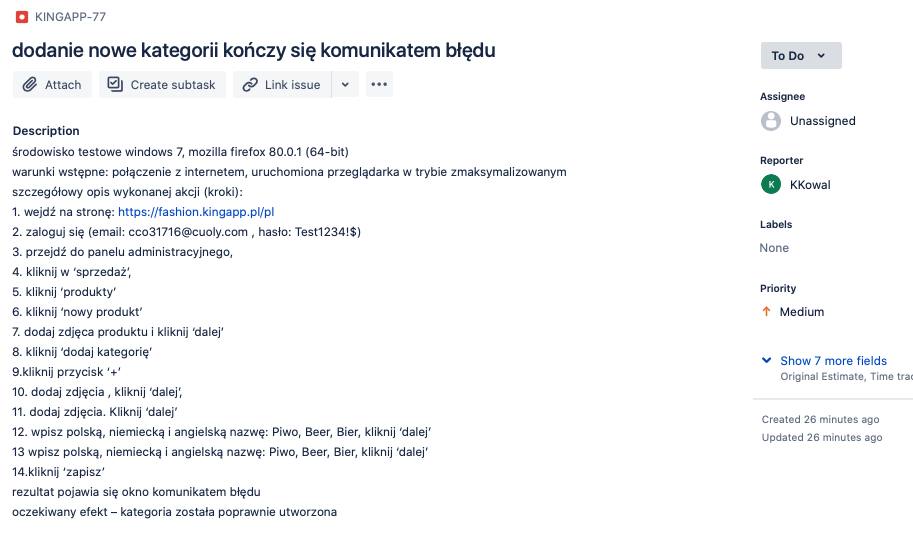 KINGAPP-77
dodanie nowe kategorii kończy się komunikatem błędu
Attach
Create subtask
Link issue
Description
środowisko testowe windows 7, mozilla firefox 80.0.1 (64-bit)
warunki wstępne: połączenie z internetem, uruchomiona przeglądarka w trybie zmaksymalizowanym
szczegółowy opis wykonanej akcji (kroki):
1. wejdź na stronę: https://fashion.kingapp.pl/pl
2. zaloguj się (email: cco31716@cuoly.com , hasło: Test1234!$)
3. przejdź do panelu administracyjnego,
4. kliknij w ‘sprzedaż’,
5. kliknij ‘produkty’
6. kliknij ‘nowy produkt’
7. dodaj zdjęca produktu i kliknij ‘dalej’
8. kliknij ‘dodaj kategorię’
9.kliknij przycisk ‘+’
10. dodaj zdjęcia , kliknij ‘dalej’,
11. dodaj zdjęcia. Kliknij ‘dalej’
12. wpisz polską, niemiecką i angielską nazwę: Piwo, Beer, Bier, kliknij ‘dalej’
13 wpisz polską, niemiecką i angielską nazwę: Piwo, Beer, Bier, kliknij ‘dalej’
14.kliknij ‘zapisz’
rezultat pojawia się okno komunikatem błędu
oczekiwany efekt – kategoria została poprawnie utworzona
To Do
Assignee
Unassigned
Reporter
K
KKowal
Labels
None
Priority
Medium
Show 7 more fields
Original Estimate, Time trac
Created 26 minutes ago
Updated 26 minutes ago